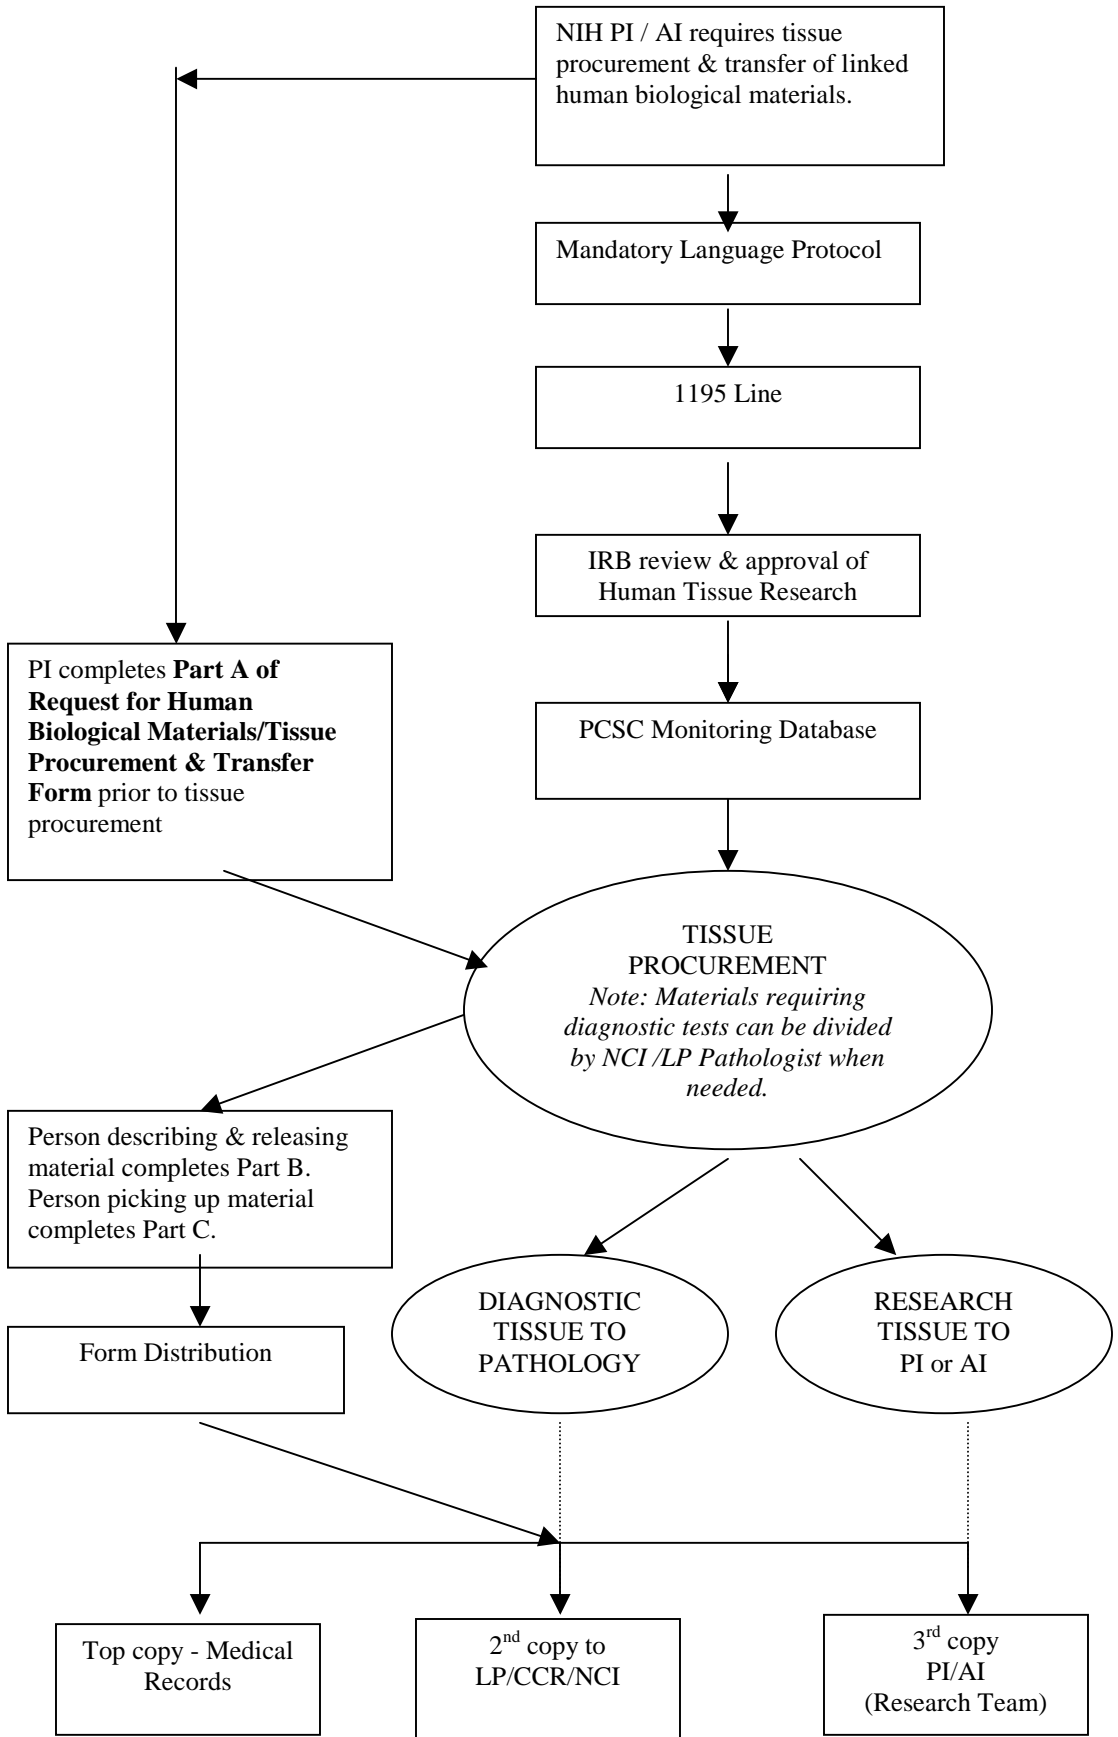 NIH PI / AI requires tissue
procurement & transfer of linked
human biological materials.
Mandatory Language Protocol
1195 Line
IRB review & approval of
Human Tissue Research
PI completes Part A of
Request for Human
Biological Materials/Tissue
Procurement & Transfer
Form prior to tissue
procurement
PCSC Monitoring Database
TISSUE
PROCUREMENT
Note: Materials requiring
diagnostic tests can be divided
by NCI /LP Pathologist when
needed.
Person describing & releasing
material completes Part B.
Person picking up material
completes Part C.
Form Distribution
DIAGNOSTIC
TISSUE TO
PATHOLOGY
RESEARCH
TISSUE TO
PI or AI
Top copy - Medical
Records
2nd copy to
LP/CCR/NCI
3rd copy
PI/AI
(Research Team)